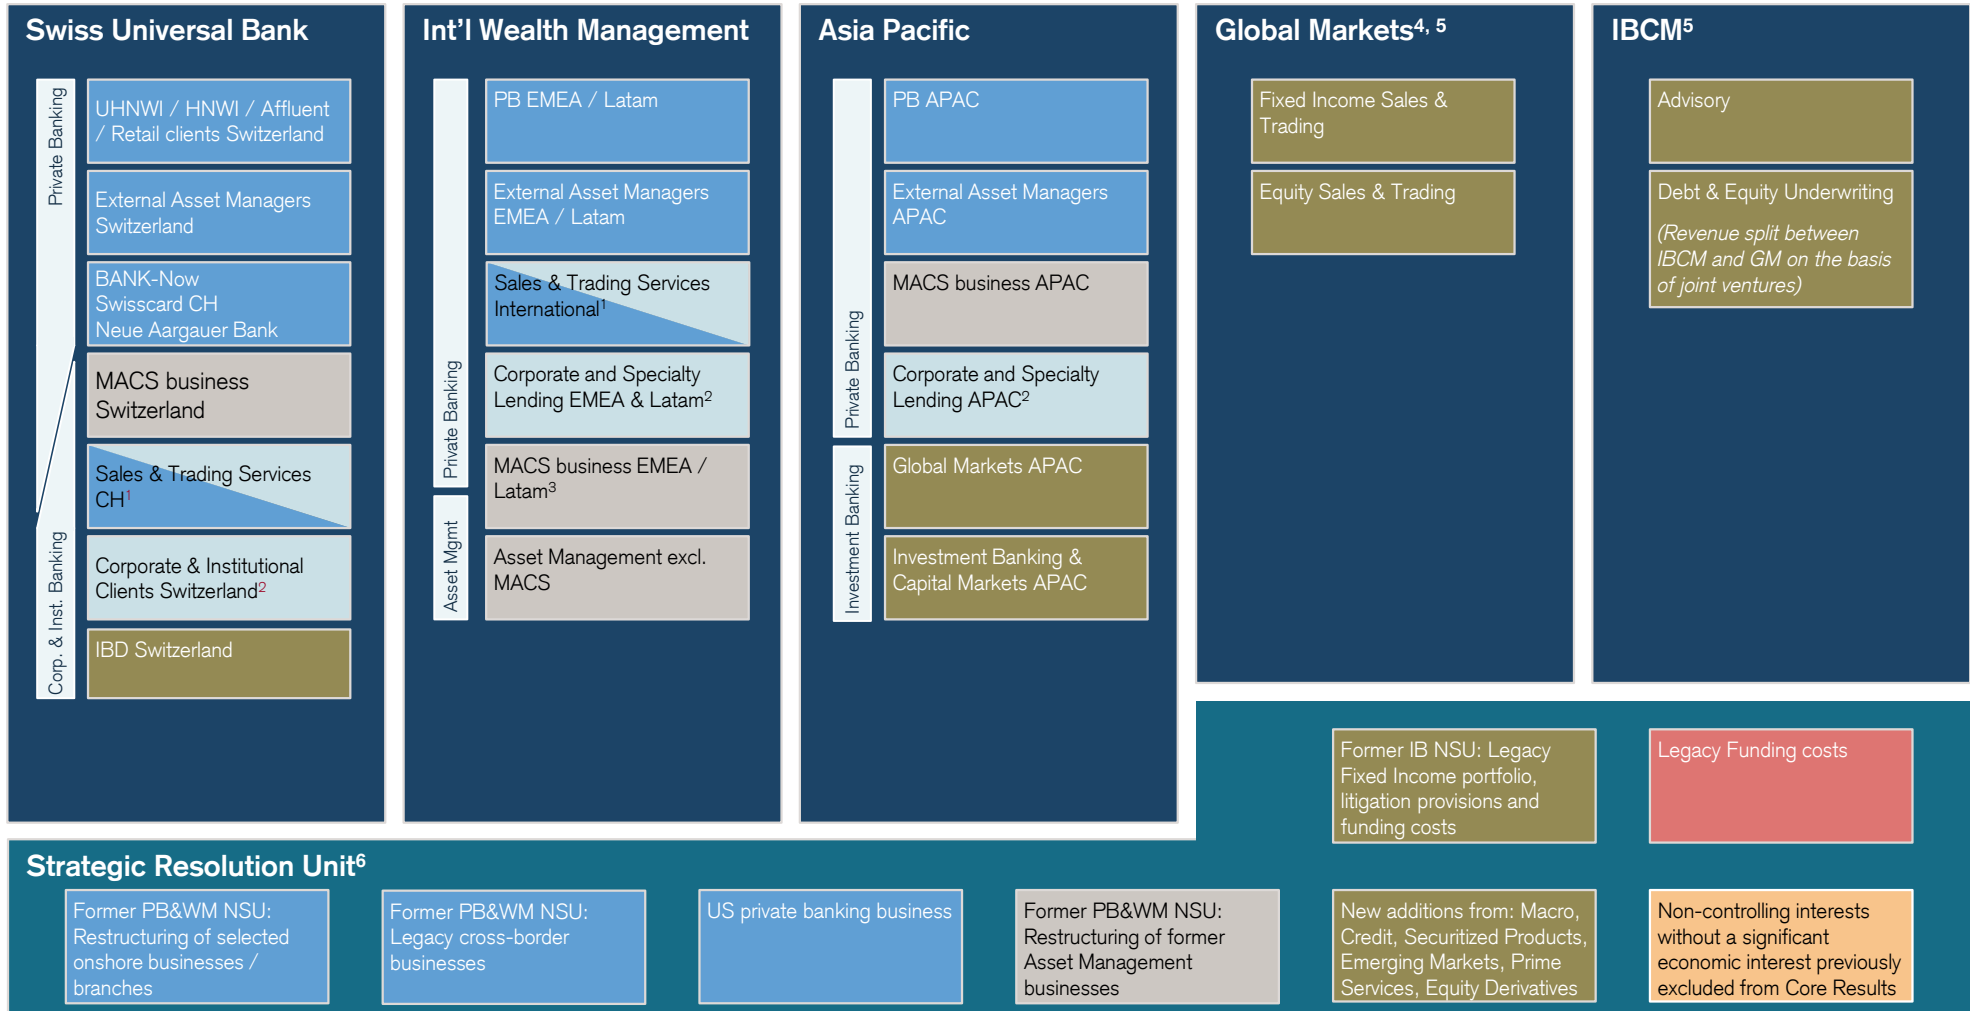 Swiss Universal Bank
Private Banking
UHNWI / HNWI / Affluent
/ Retail clients Switzerland
External Asset Managers
Switzerland
BANK-Now
Swisscard CH
Neue Aargauer Bank
MACS business
Switzerland
Sales & Trading Services
CH1
Corp. & Inst. Banking
Corporate & Institutional
Clients Switzerland2
IBD Switzerland
Int'l Wealth Management
Private Banking
PB EMEA / Latam
External Asset Managers
EMEA / Latam
Sales & Trading Services
International1
Corporate and Specialty
Lending EMEA & Latam2
MACS business EMEA /
Latam3
Asset Mgmt
Asset Management excl.
MACS
Asia Pacific
Private Banking
PB APAC
External Asset Managers
APAC
MACS business APAC
Corporate and Specialty
Lending APAC2
Investment Banking
Global Markets APAC
Investment Banking &
Capital Markets APAC
Global Markets4, 5
Fixed Income Sales &
Trading
Equity Sales & Trading
IBCM5
Advisory
Debt & Equity Underwriting
(Revenue split between
IBCM and GM on the basis
of joint ventures)
Strategic Resolution Unit6
Former IB NSU: Legacy
Fixed Income portfolio,
litigation provisions and
funding costs
Legacy Funding costs
Former PB&WM NSU:
Restructuring of selected
onshore businesses /
branches
Former PB&WM NSU:
Legacy cross-border
businesses
US private banking business
Former PB&WM NSU:
Restructuring of former
Asset Management
businesses
New additions from: Macro,
Credit, Securitized Products,
Emerging Markets, Prime
Services, Equity Derivatives
Non-controlling interests
without a significant
economic interest previously
excluded from Core Results